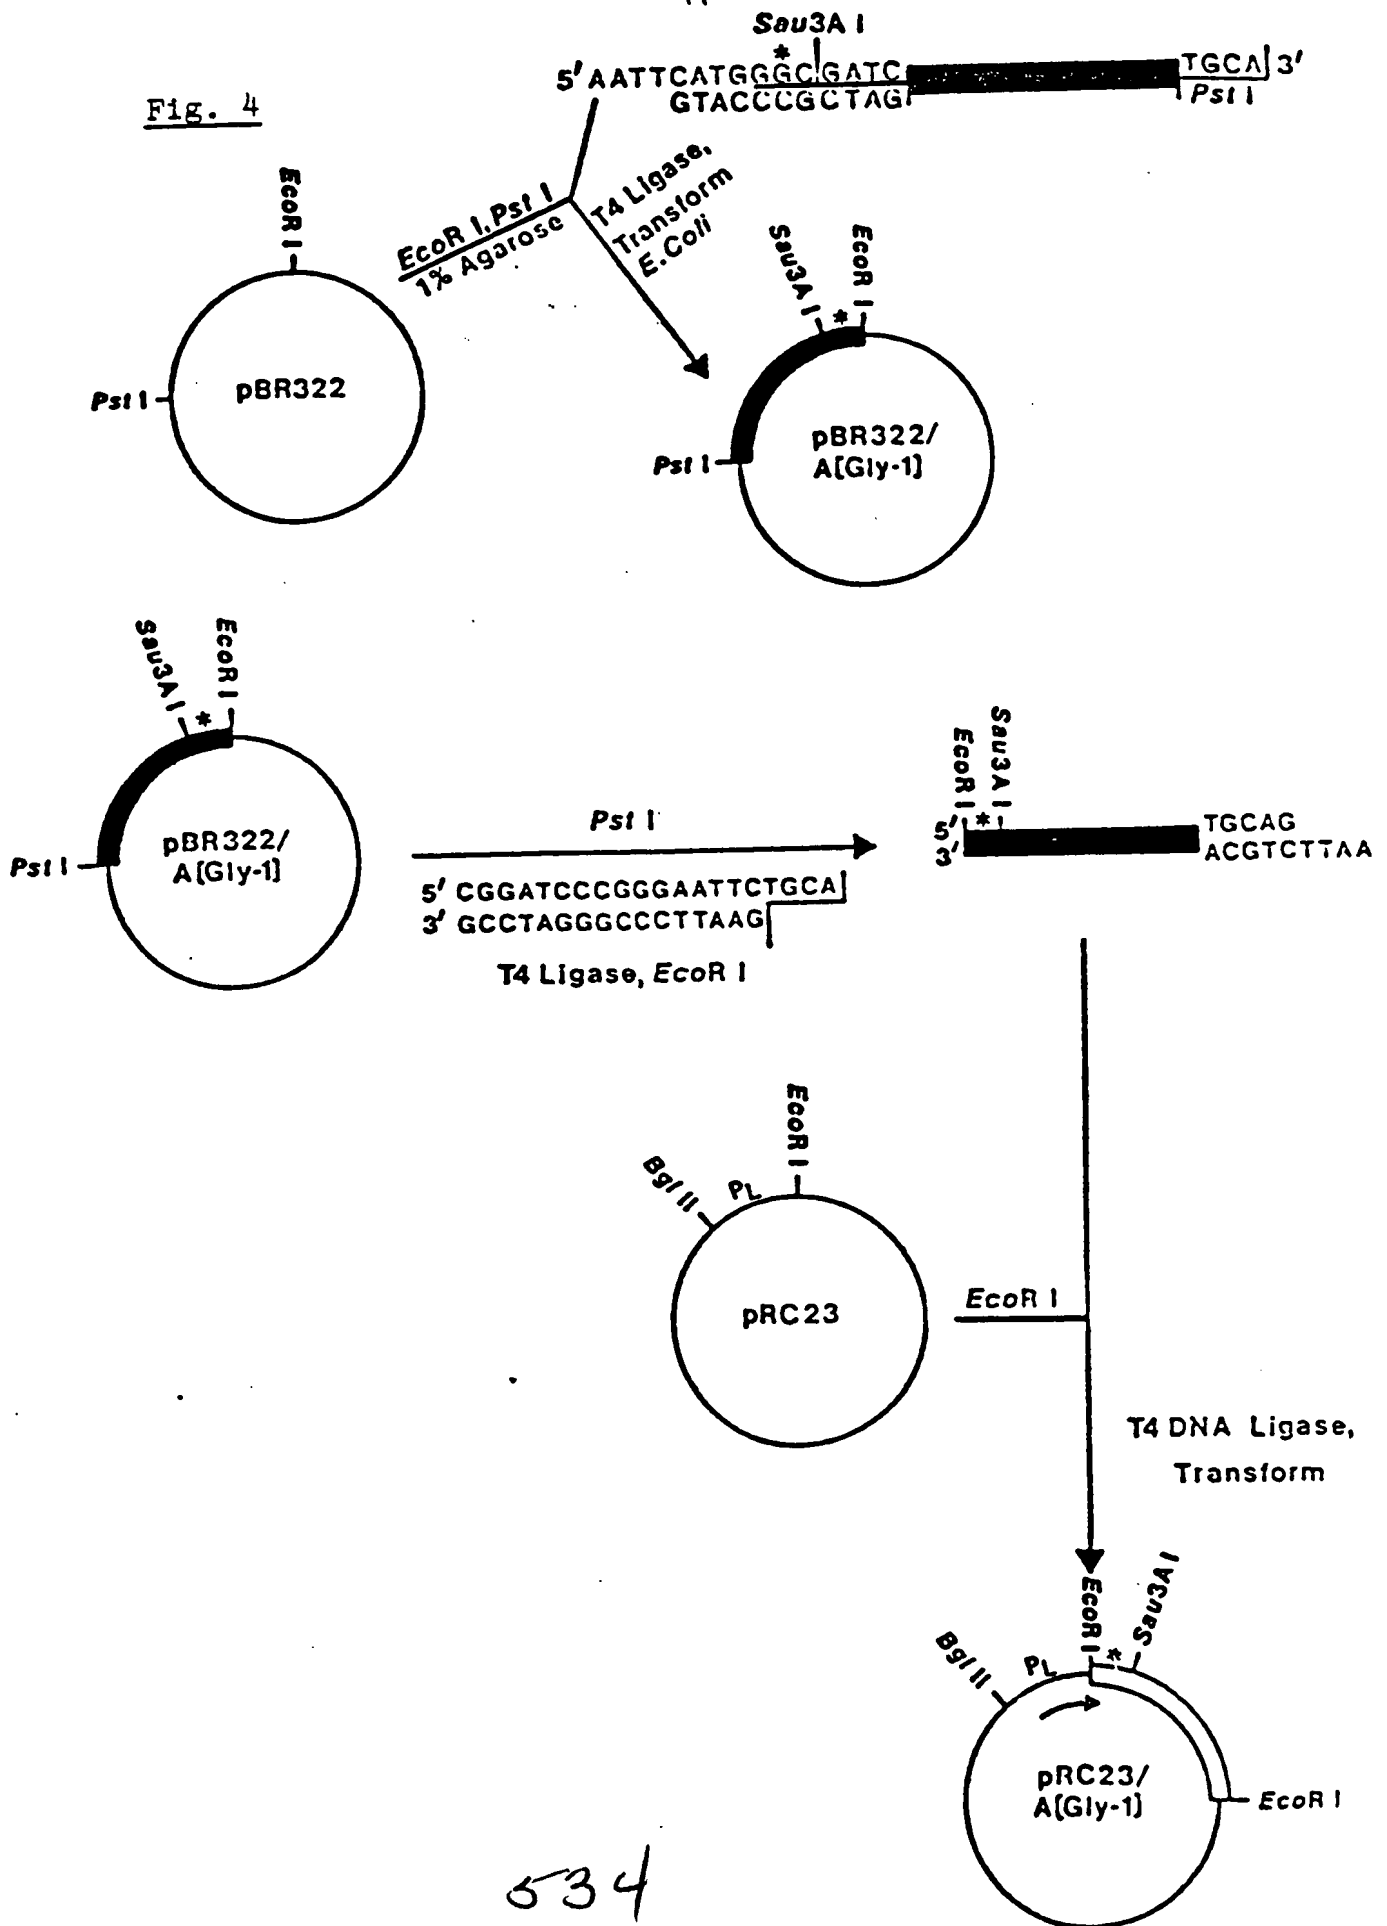 Sau3A I
*
5' AATTCATGGGCGATC TGCA 3'
GTACCCGCTAG Pst I
Fig. 4
EcoR I
EcoR I, Pst I
1% Agarose
T4 Ligase,
Transform
E. Coli
Pst I
pBR322
Sau3A I * EcoR I
Pst I
pBR322/
A[Gly-1]
Sau3A I * EcoR I
Pst I
pBR322/
A[Gly-1]
Pst I
5' CGGATCCCGGGAATTCTGCA
3' GCCTAGGGCCCTTAAG
T4 Ligase, EcoR I
EcoR I Sau3A I
5' * TGCAG
3' ACGTCTTAA
EcoR I
Bgl II PL
pRC23
EcoR I
T4 DNA Ligase,
Transform
EcoR I * Sau3A I
Bgl II PL
pRC23/
A[Gly-1]
EcoR I
534